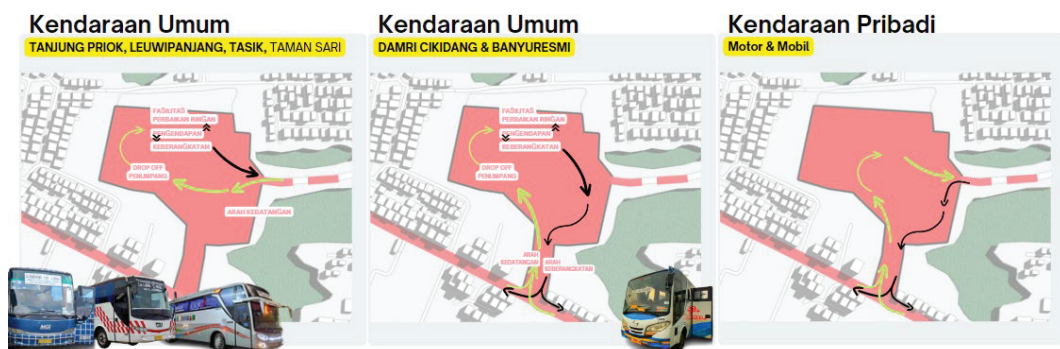 Kendaraan Umum
TANJUNG PRIOK, LEUWIPANJANG, TASIK, TAMAN SARI
FASILITAS
PERBAIKAN RINGAN
PENGENDAPAN
KEBERANGKATAN
DROP OFF
PENUMPANG
ARAH KEDATANGAN
Kendaraan Umum
DAMRI CIKIDANG & BANYURESMI
FASILITAS
PERBAIKAN RINGAN
PENGENDAPAN
KEBERANGKATAN
DROP OFF
PENUMPANG
ARAH
KEDATANGAN
ARAH
KEBERANGKATAN
Kendaraan Pribadi
Motor & Mobil